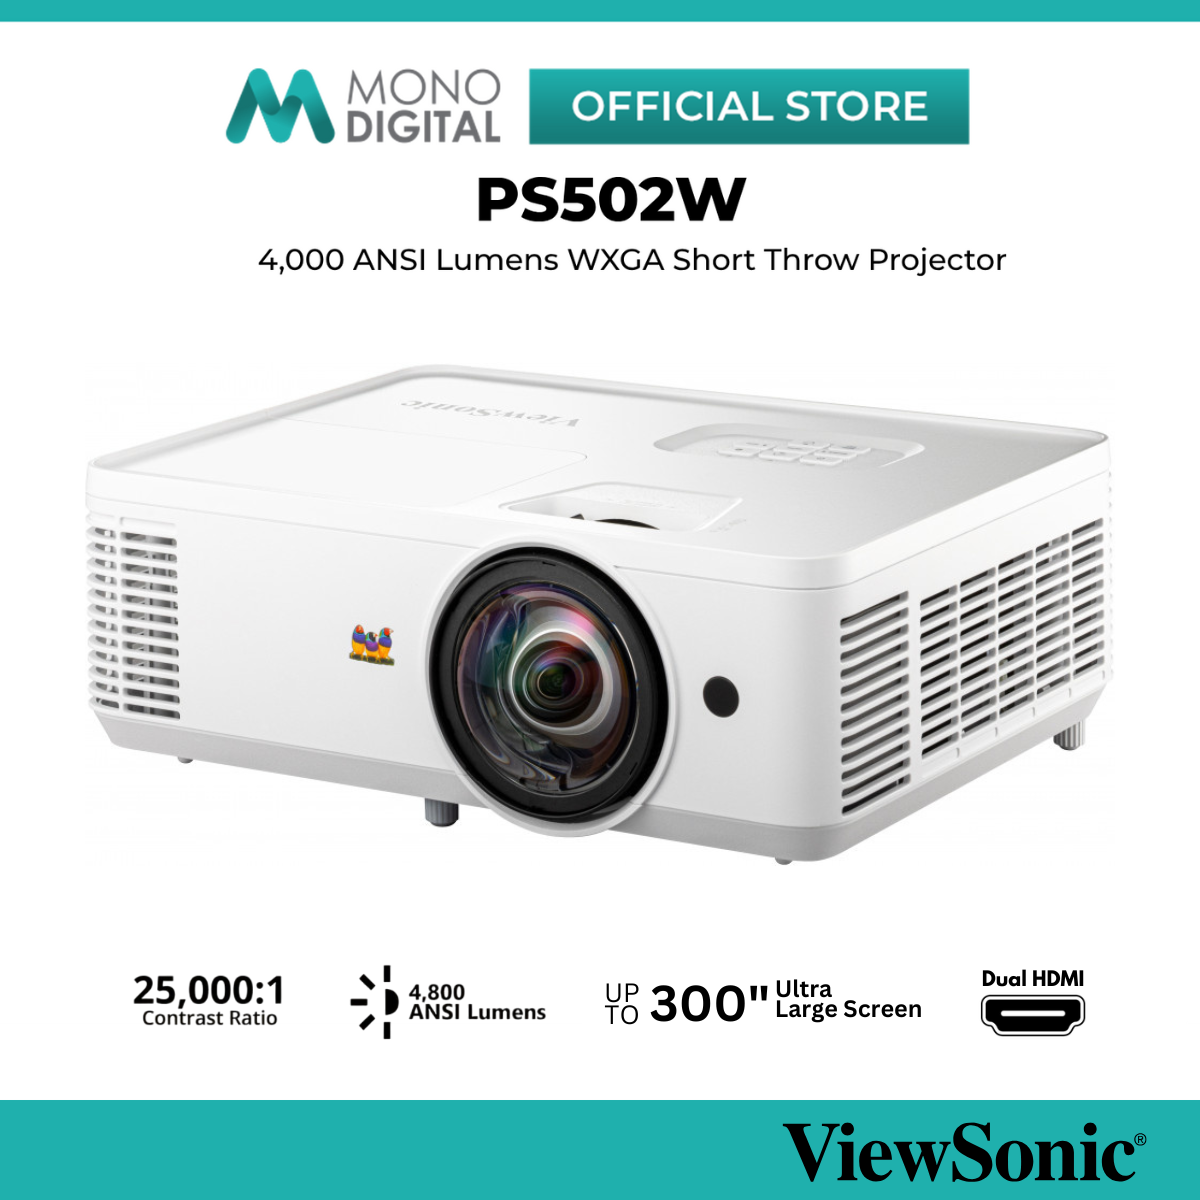 MONO
DIGITAL
OFFICIAL STORE
PS502W
4,000 ANSI Lumens WXGA Short Throw Projector
ViewSonic
25,000:1
Contrast Ratio
4,800
ANSI Lumens
UP
TO
300"
Ultra
Large Screen
Dual HDMI
ViewSonic®